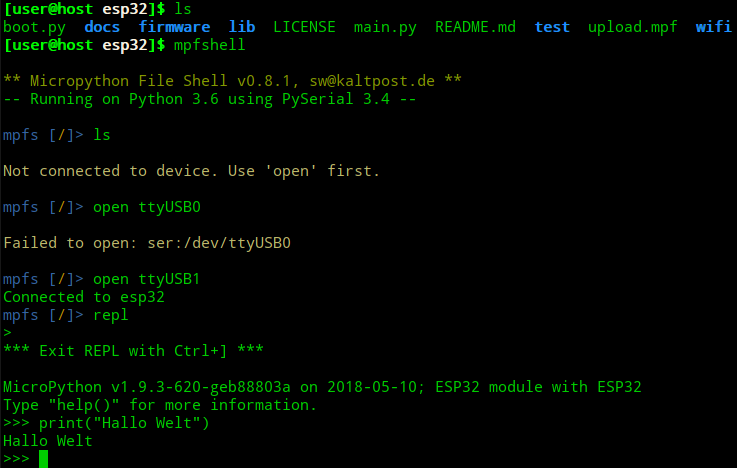 [user@host esp32]$ ls
boot.py docs firmware lib LICENSE main.py README.md test upload.mpf wifi
[user@host esp32]$ mpfshell
** Micropython File Shell v0.8.1, sw@kaltpost.de **
-- Running on Python 3.6 using PySerial 3.4 --
mpfs [/]> ls
Not connected to device. Use 'open' first.
mpfs [/]> open ttyUSB0
Failed to open: ser:/dev/ttyUSB0
mpfs [/]> open ttyUSB1
Connected to esp32
mpfs [/]> repl
>
*** Exit REPL with Ctrl+] ***
MicroPython v1.9.3-620-geb88803a on 2018-05-10; ESP32 module with ESP32
Type "help()" for more information.
>>> print("Hallo Welt")
Hallo Welt
>>>